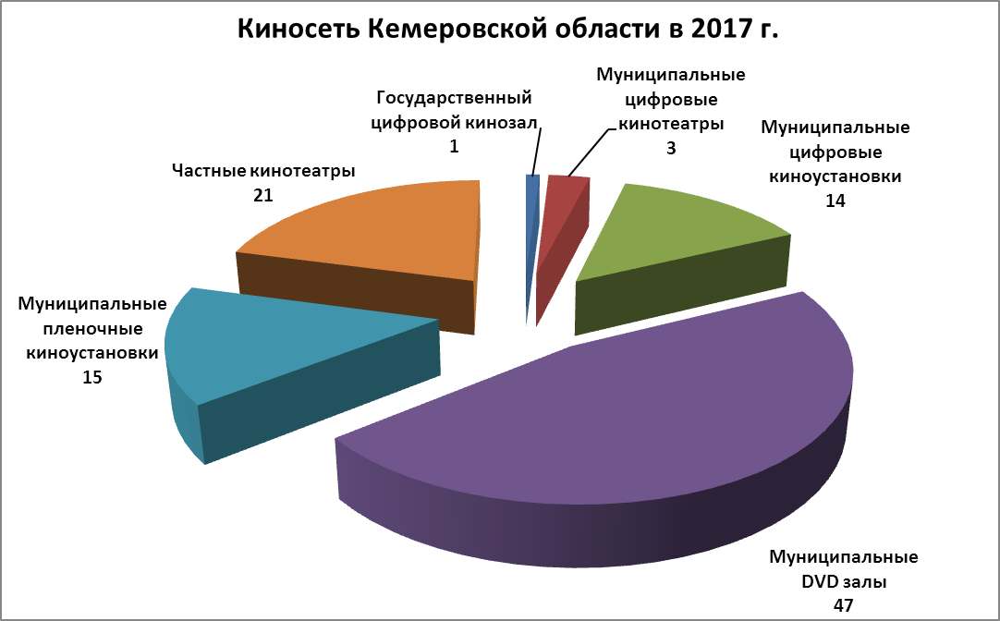 Киносеть Кемеровской области в 2017 г.
Государственный
цифровой кинозал
1
Муниципальные
цифровые
кинотеатры
3
Муниципальные
цифровые
киноустановки
14
Частные кинотеатры
21
Муниципальные
пленочные
киноустановки
15
Муниципальные
DVD залы
47